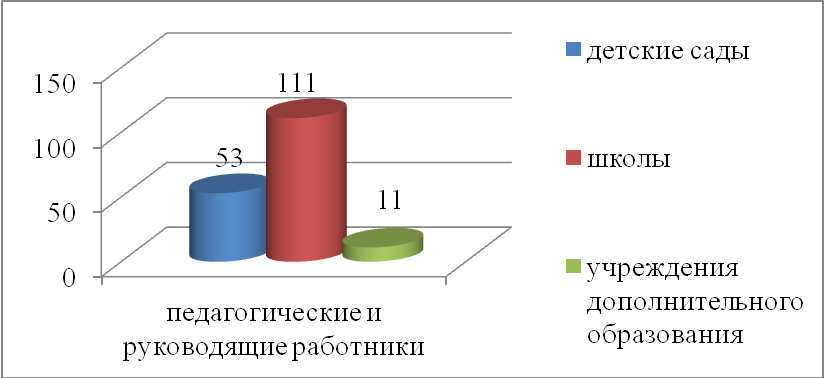 150
100
50
0
53
111
11
педагогические и
руководящие работники
детские сады
школы
учреждения
дополнительного
образования